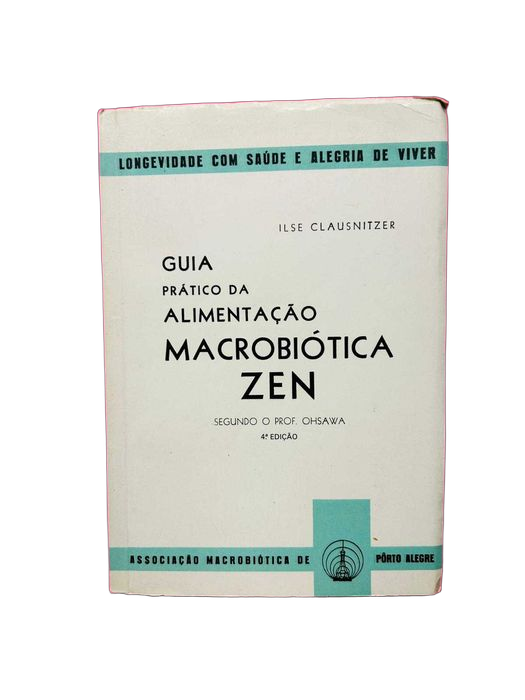 LONGEVIDADE COM SAÚDE E ALEGRIA DE VIVER
ILSE CLAUSNITZER
GUIA
PRÁTICO DA
ALIMENTAÇÃO
MACROBIÓTICA
ZEN
SEGUNDO O PROF. OHSAWA
4.ª EDIÇÃO
ASSOCIAÇÃO MACROBIÓTICA DE PÔRTO ALEGRE